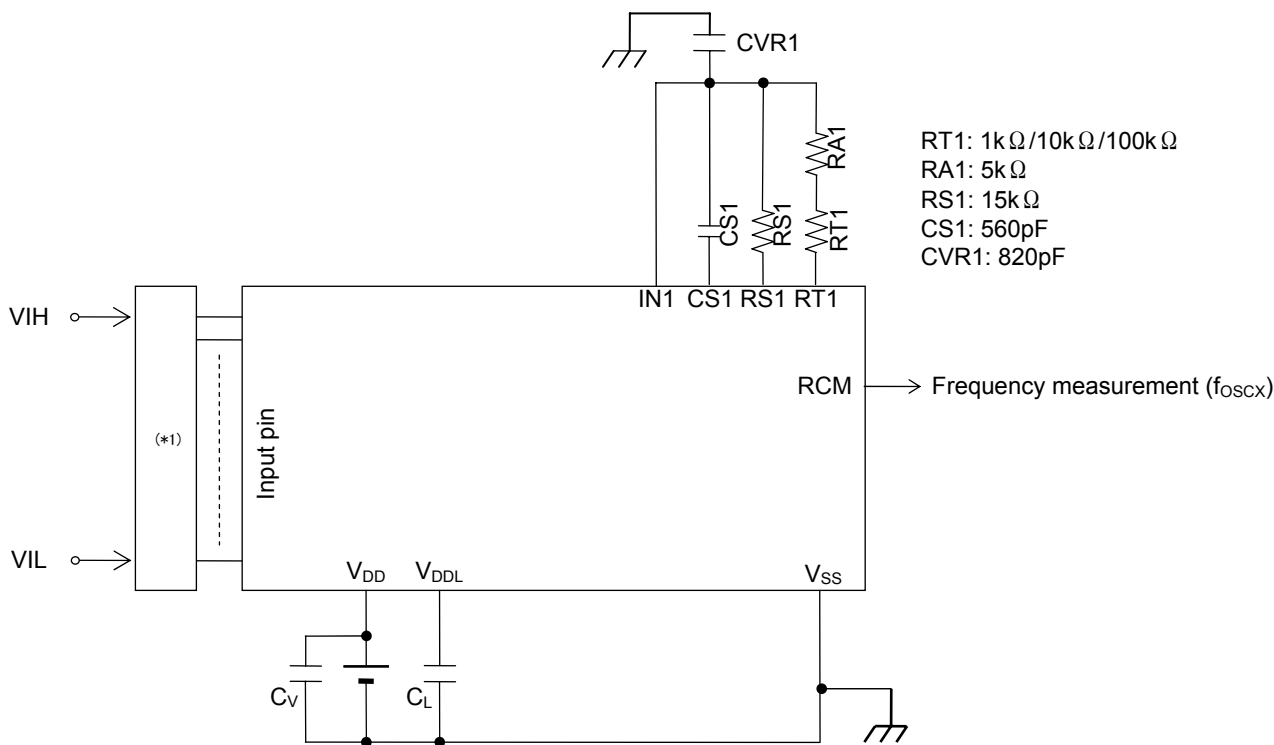 CVR1
RA1
CS1
RS1
RT1
RT1: 1kΩ/10kΩ/100kΩ
RA1: 5kΩ
RS1: 15kΩ
CS1: 560pF
CVR1: 820pF
IN1 CS1 RS1 RT1
VIH
(*1)
Input pin
RCM
Frequency measurement (fOSCX)
VIL
VDD
VDDL
VSS
CV
CL